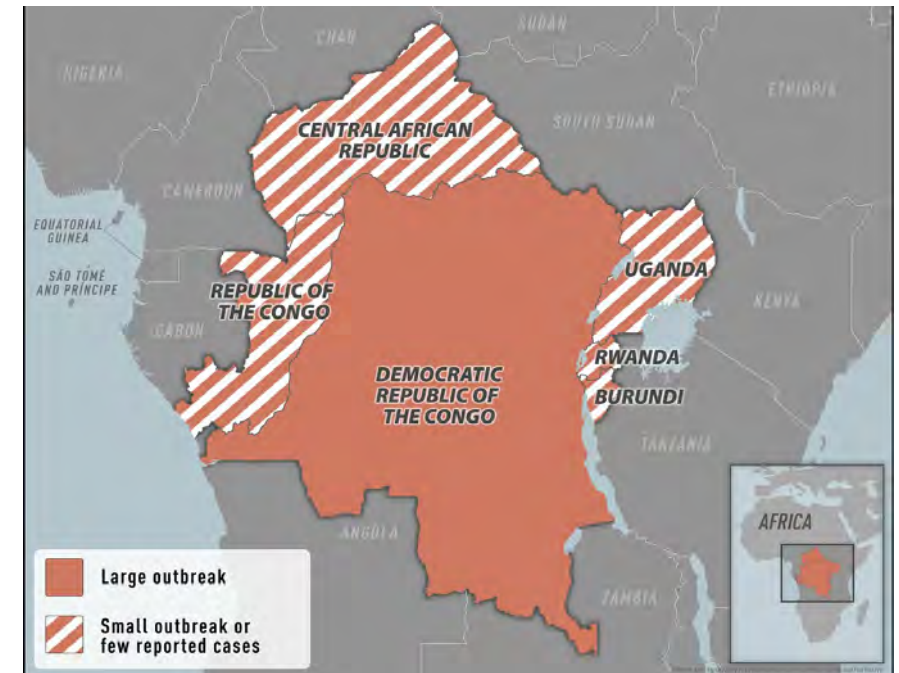 SUDAN
CHAD
NIGERIA
ETHIOPIA
SOUTH SUDAN
CENTRAL AFRICAN
REPUBLIC
CAMEROON
EQUATORIAL
GUINEA
UGANDA
SÃO TOMÉ
AND PRÍNCIPE
REPUBLIC OF
THE CONGO
KENYA
GABON
RWANDA
DEMOCRATIC
REPUBLIC OF
THE CONGO
BURUNDI
TANZANIA
AFRICA
ANGOLA
ZAMBIA
Large outbreak
Small outbreak or
few reported cases